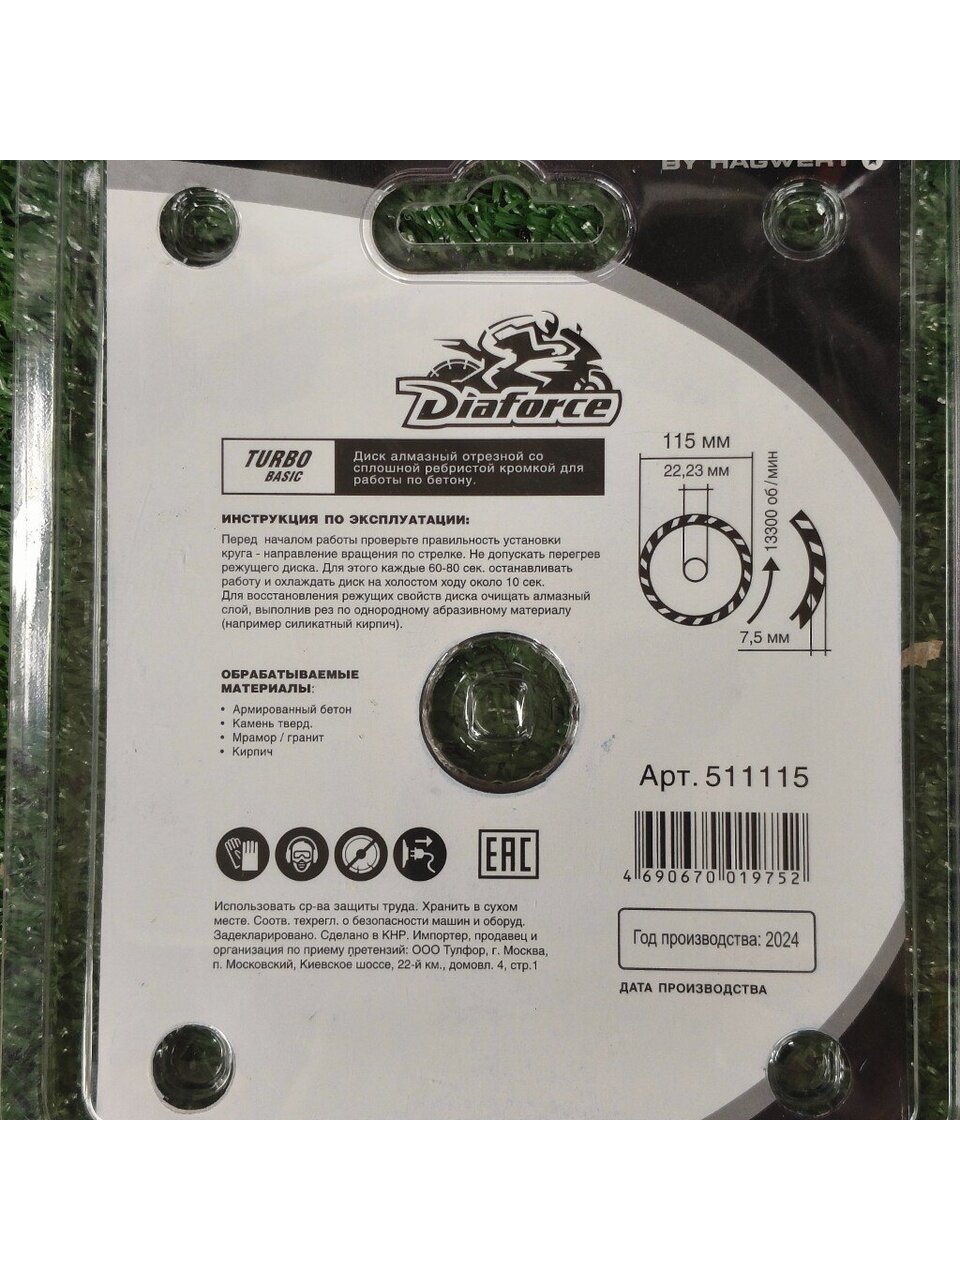 BY HAGWERT
Diaforce
TURBO
BASIC
Диск алмазный отрезной со
сплошной ребристой кромкой для
работы по бетону.
115 мм
22,23 мм
13300 об/мин
7,5 мм
ИНСТРУКЦИЯ ПО ЭКСПЛУАТАЦИИ:
Перед началом работы проверьте правильность установки
круга - направление вращения по стрелке. Не допускать перегрев
режущего диска. Для этого каждые 60-80 сек. останавливать
работу и охлаждать диск на холостом ходу около 10 сек.
Для восстановления режущих свойств диска очищать алмазный
слой, выполнив рез по однородному абразивному материалу
(например силикатный кирпич).
ОБРАБАТЫВАЕМЫЕ
МАТЕРИАЛЫ:
• Армированный бетон
• Камень тверд.
• Мрамор / гранит
• Кирпич
Арт. 511115
4 690670 019752
EAC
Использовать ср-ва защиты труда. Хранить в сухом
месте. Соотв. техрегл. о безопасности машин и оборуд.
Задекларировано. Сделано в КНР. Импортер, продавец и
организация по приему претензий: ООО Тулфор, г. Москва,
п. Московский, Киевское шоссе, 22-й км., домовл. 4, стр.1
Год производства: 2024
ДАТА ПРОИЗВОДСТВА